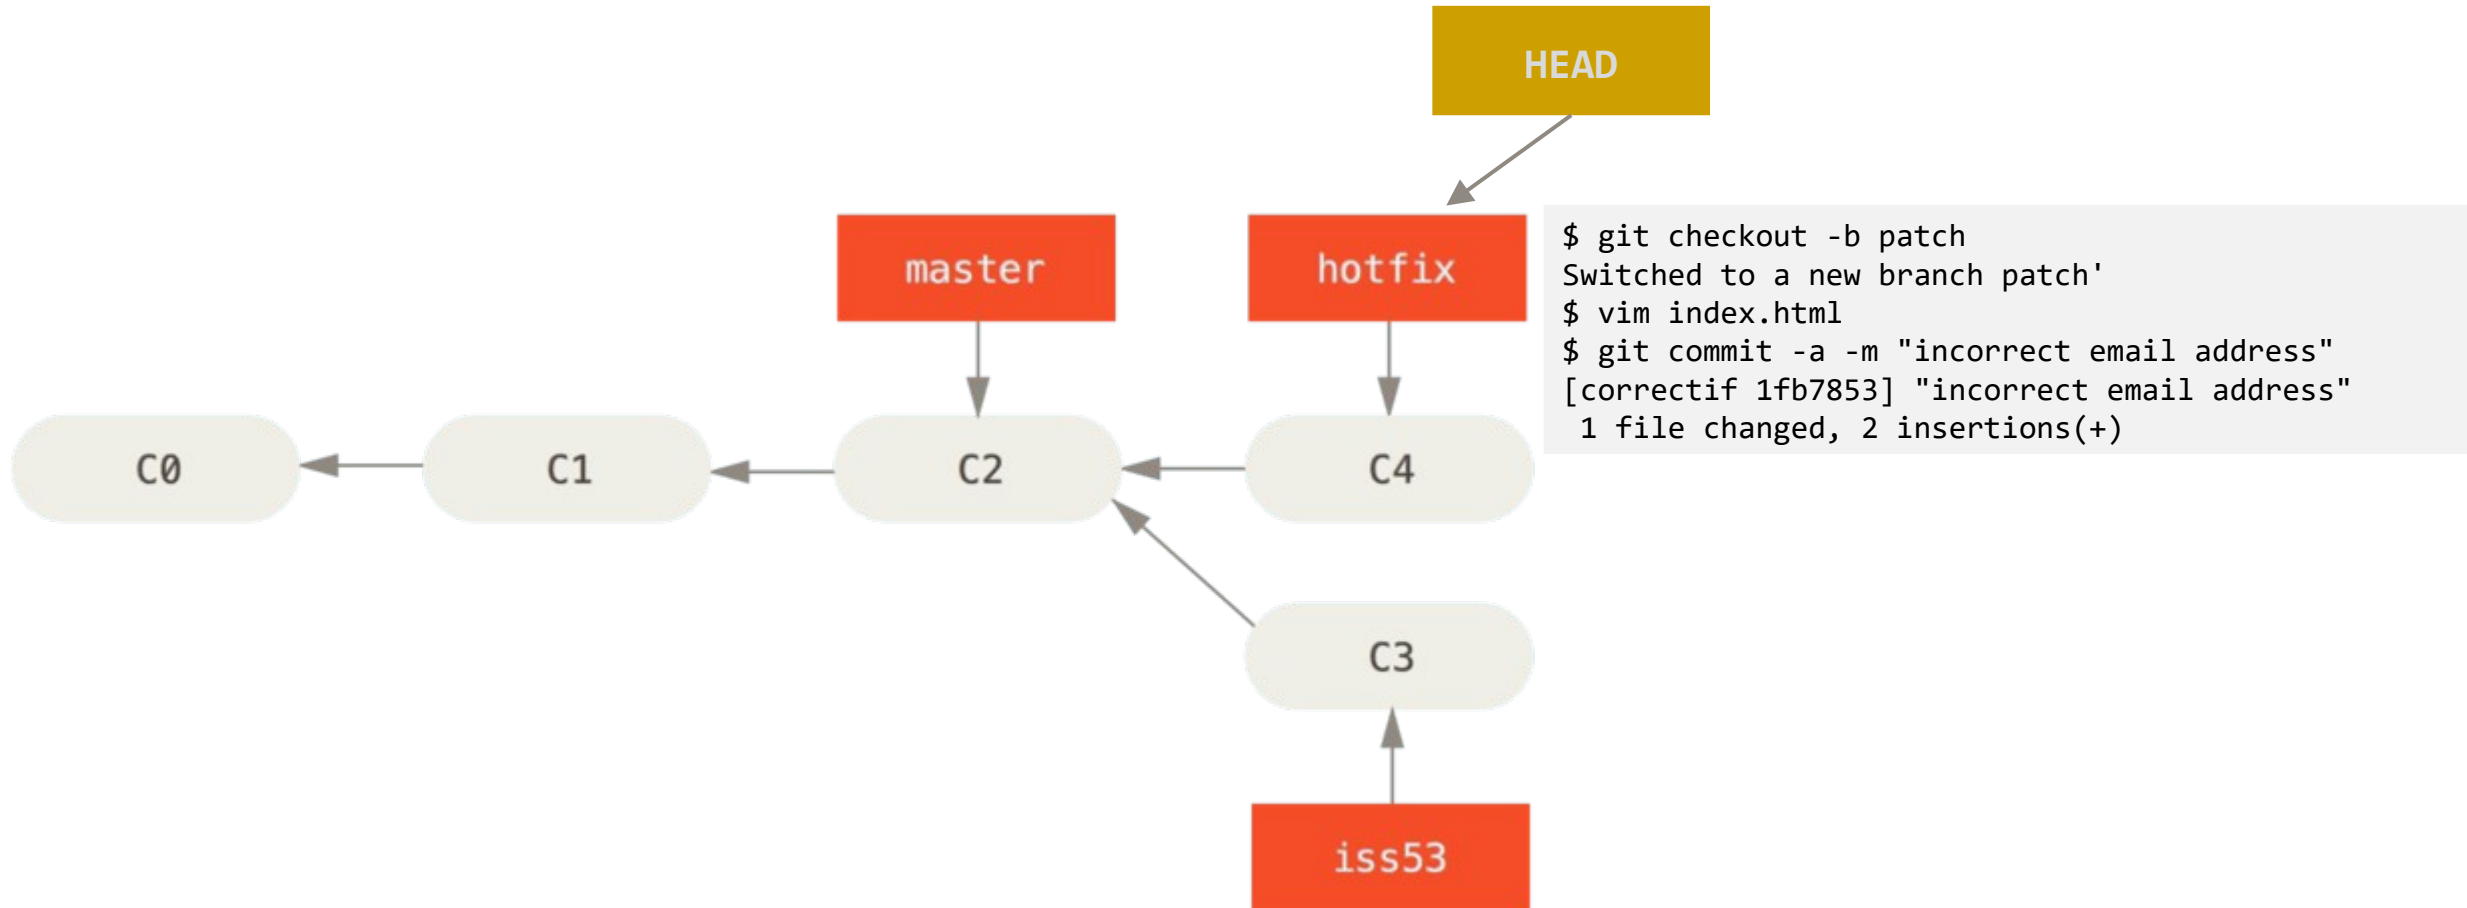 HEAD
master
hotfix
$ git checkout -b patch
Switched to a new branch patch'
$ vim index.html
$ git commit -a -m "incorrect email address"
[correctif 1fb7853] "incorrect email address"
 1 file changed, 2 insertions(+)
C0
C1
C2
C4
C3
iss53